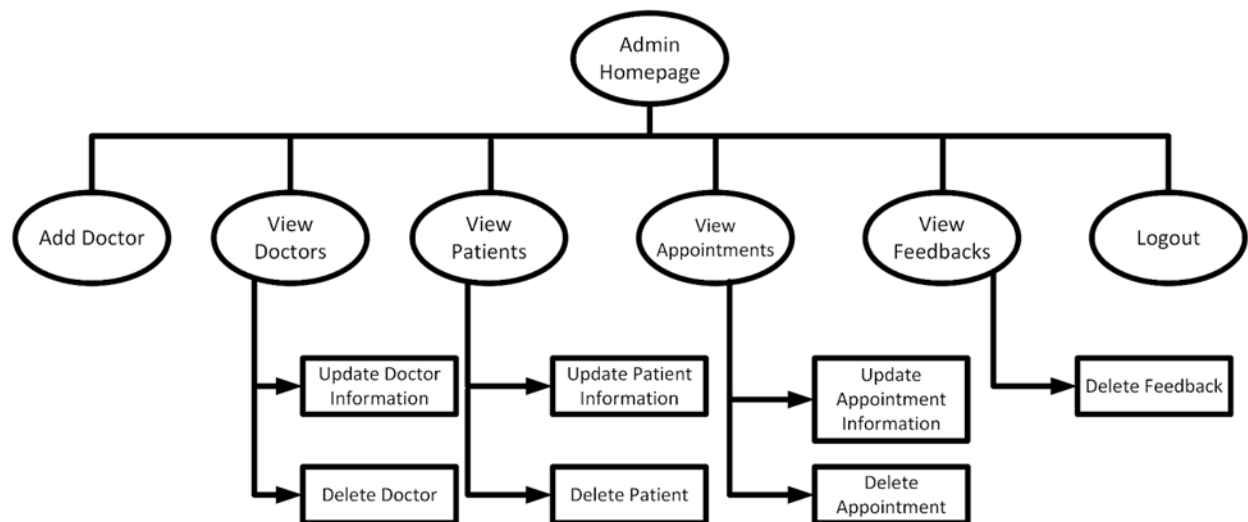 Admin
Homepage
Add Doctor
View
Doctors
View
Patients
View
Appointments
View
Feedbacks
Logout
Update Doctor
Information
Update Patient
Information
Update
Appointment
Information
Delete Feedback
Delete Doctor
Delete Patient
Delete
Appointment